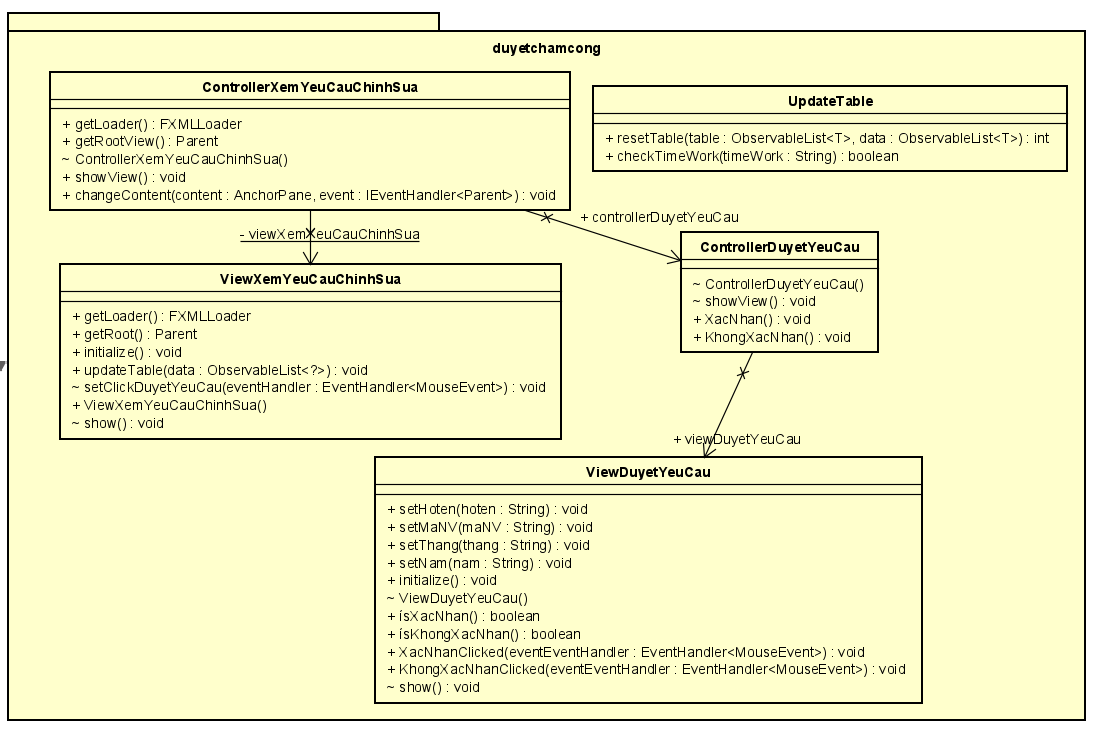 duyetchamcong
ControllerXemYeuCauChinhSua
+ getLoader() : FXMLLoader
+ getRootView() : Parent
~ ControllerXemYeuCauChinhSua()
+ showView() : void
+ changeContent(content : AnchorPane, event : IEventHandler<Parent>) : void
UpdateTable
+ resetTable(table : ObservableList<T>, data : ObservableList<T>) : int
+ checkTimeWork(timeWork : String) : boolean
- viewXemYeuCauChinhSua
+ controllerDuyetYeuCau
ViewXemYeuCauChinhSua
+ getLoader() : FXMLLoader
+ getRoot() : Parent
+ initialize() : void
+ updateTable(data : ObservableList<?>) : void
~ setClickDuyetYeuCau(eventHandler : EventHandler<MouseEvent>) : void
+ ViewXemYeuCauChinhSua()
~ show() : void
ControllerDuyetYeuCau
~ ControllerDuyetYeuCau()
~ showView() : void
+ XacNhan() : void
+ KhongXacNhan() : void
+ viewDuyetYeuCau
ViewDuyetYeuCau
+ setHoten(hoten : String) : void
+ setMaNV(maNV : String) : void
+ setThang(thang : String) : void
+ setNam(nam : String) : void
+ initialize() : void
~ ViewDuyetYeuCau()
+ ísXacNhan() : boolean
+ ísKhongXacNhan() : boolean
+ XacNhanClicked(eventEventHandler : EventHandler<MouseEvent>) : void
+ KhongXacNhanClicked(eventEventHandler : EventHandler<MouseEvent>) : void
~ show() : void